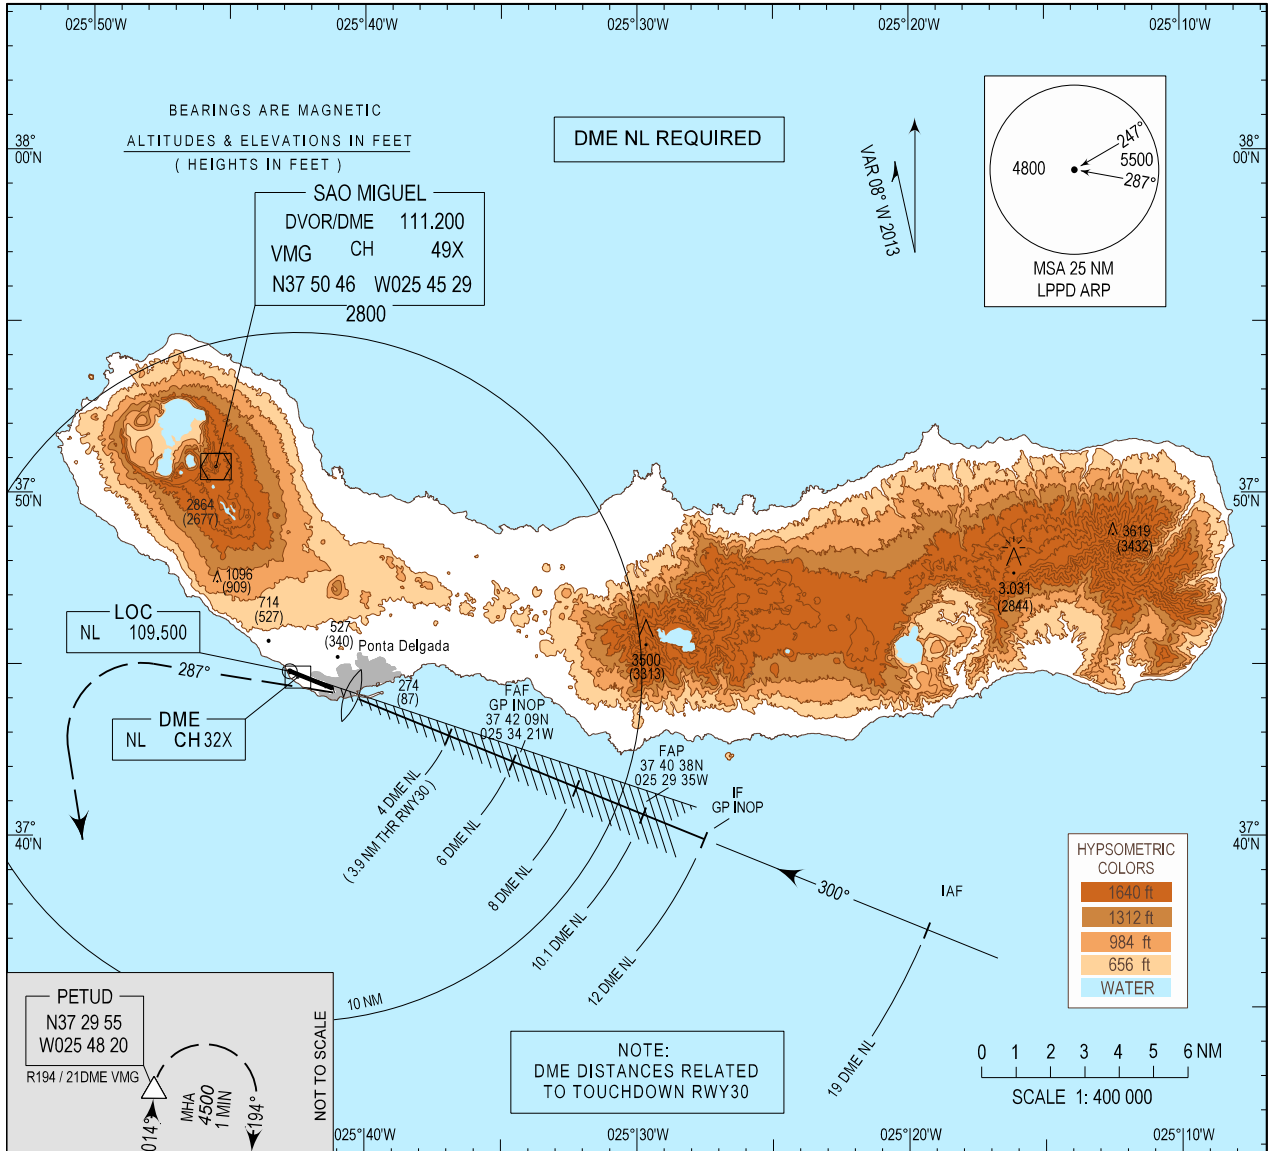 025°50'W
025°40'W
025°30'W
025°20'W
025°10'W
38°
00'N
38°
00'N
BEARINGS ARE MAGNETIC
ALTITUDES & ELEVATIONS IN FEET
( HEIGHTS IN FEET )
DME NL REQUIRED
VAR 08° W 2013
4800
247°
5500
287°
MSA 25 NM
LPPD ARP
SAO MIGUEL
DVOR/DME 111.200
VMG CH 49X
N37 50 46 W025 45 29
2800
37°
50'N
37°
50'N
2864
(2677)
3619
(3432)
1096
(909)
714
(527)
3.031
(2844)
LOC
NL 109.500
527
(340)
Ponta Delgada
3500
(3313)
287°
274
(87)
FAF
GP INOP
37 42 09N
025 34 21W
DME
NL CH 32X
FAP
37 40 38N
025 29 35W
IF
GP INOP
4 DME NL
( 3.9 NM THR RWY30 )
6 DME NL
8 DME NL
10.1 DME NL
12 DME NL
19 DME NL
37°
40'N
37°
40'N
300°
IAF
HYPSOMETRIC
COLORS
1640 ft
1312 ft
984 ft
656 ft
WATER
10 NM
PETUD
N37 29 55
W025 48 20
R194 / 21DME VMG
014°
MHA
4500
1 MIN
194°
NOT TO SCALE
NOTE:
DME DISTANCES RELATED
TO TOUCHDOWN RWY30
0 1 2 3 4 5 6 NM
SCALE 1: 400 000
025°40'W
025°30'W
025°20'W
025°10'W